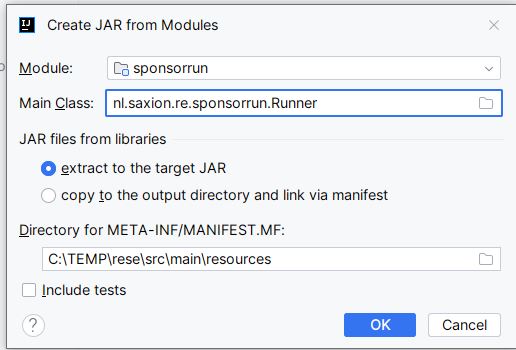 IJ
Create JAR from Modules
Module: sponsorrun
Main Class: nl.saxion.re.sponsorrun.Runner
JAR files from libraries
extract to the target JAR
copy to the output directory and link via manifest
Directory for META-INF/MANIFEST.MF:
C:\TEMP\rese\src\main\resources
Include tests
? OK Cancel